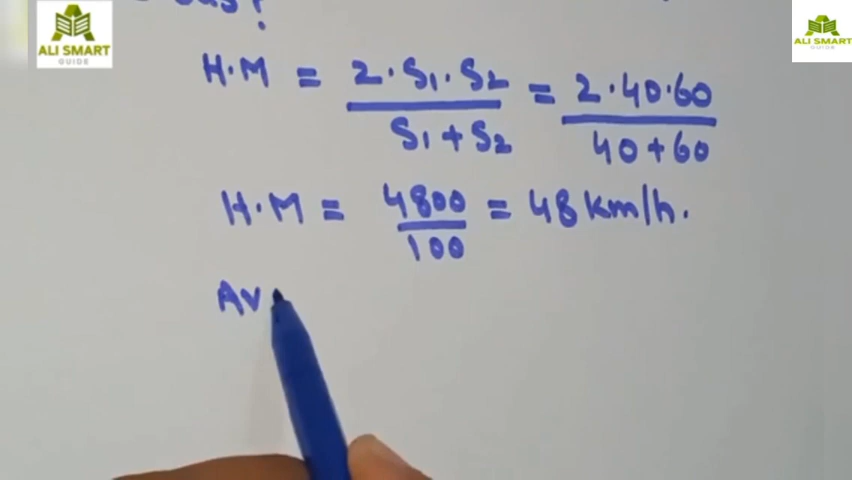 ALI SMART
GUIDE
ALI SMART
GUIDE
H.M = 2·S1·S2 / S1+S2 = 2·40·60 / 40+60
H.M = 4800 / 100 = 48 km/h.
AV